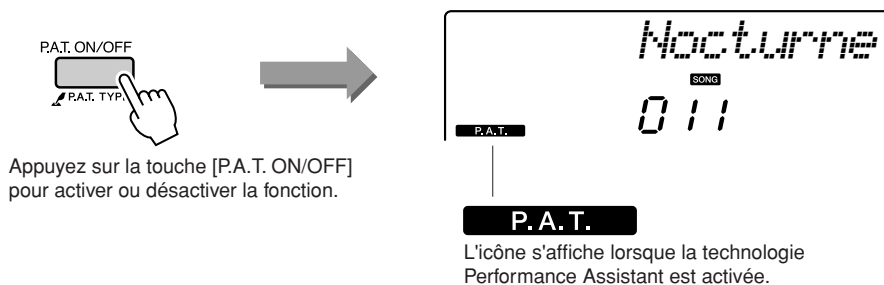 P.A.T. ON/OFF
P.A.T. TYPE
Appuyez sur la touche [P.A.T. ON/OFF]
pour activer ou désactiver la fonction.
Nocturne
SONG
011
P.A.T.
P.A.T.
L'icône s'affiche lorsque la technologie
Performance Assistant est activée.